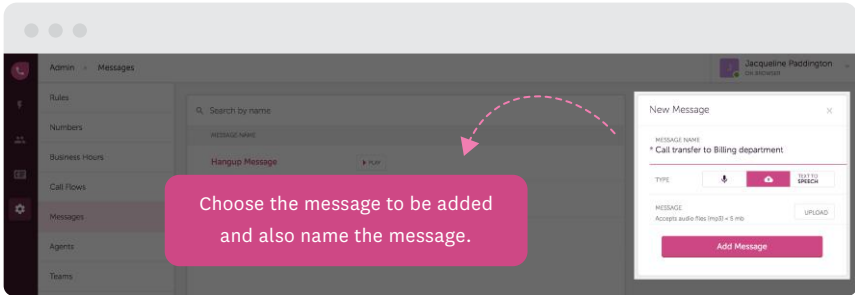 Admin > Messages
Jacqueline Paddington
ON BROWSER
Rules
Numbers
Business Hours
Call Flows
Messages
Agents
Teams
Search by name
MESSAGE NAME
Hangup Message
PLAY
Choose the message to be added
and also name the message.
New Message
MESSAGE NAME
* Call transfer to Billing department
TYPE
TEXT TO
SPEECH
MESSAGE
Accepts audio files (mp3) < 5 mb
UPLOAD
Add Message